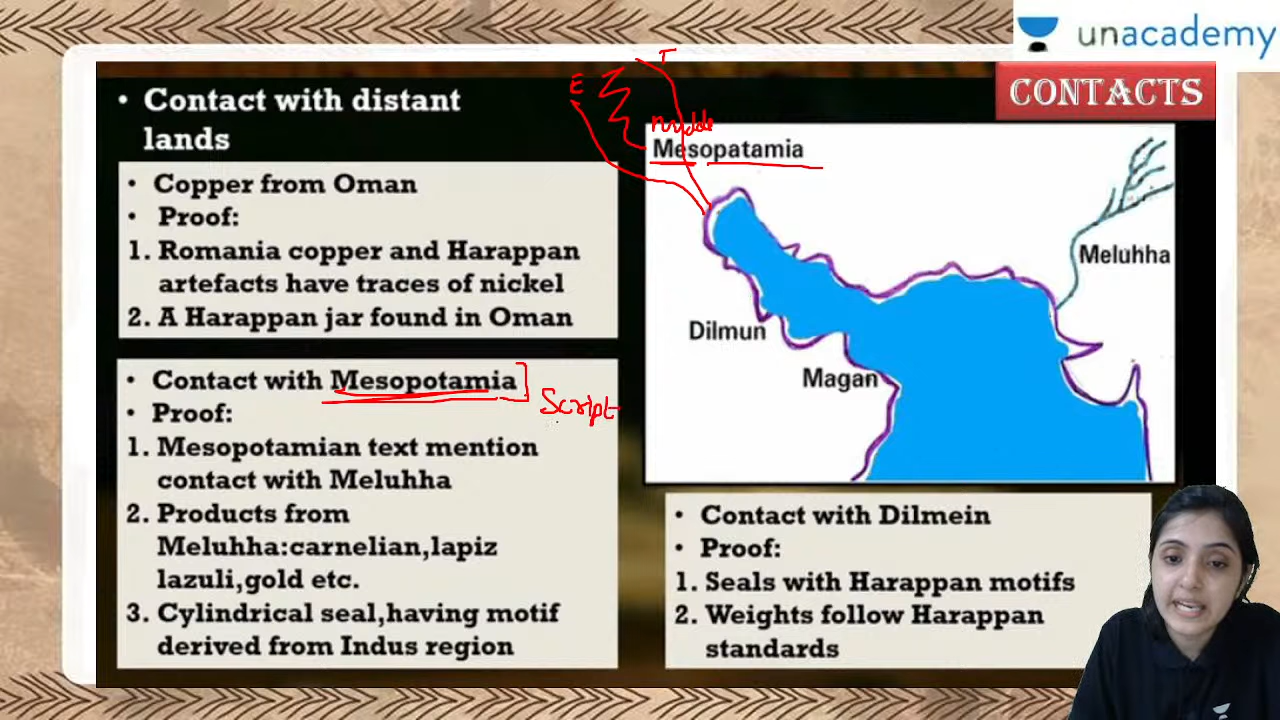 unacademy
CONTACTS
• Contact with distant
lands
• Copper from Oman
• Proof:
1. Romania copper and Harappan
artefacts have traces of nickel
2. A Harappan jar found in Oman
• Contact with Mesopotamia
Script
• Proof:
1. Mesopotamian text mention
contact with Meluhha
2. Products from
Meluhha:carnelian,lapiz
lazuli,gold etc.
3. Cylindrical seal,having motif
derived from Indus region
E
T
Mesopatamia
Meluhha
Dilmun
Magan
• Contact with Dilmein
• Proof:
1. Seals with Harappan motifs
2. Weights follow Harappan
standards